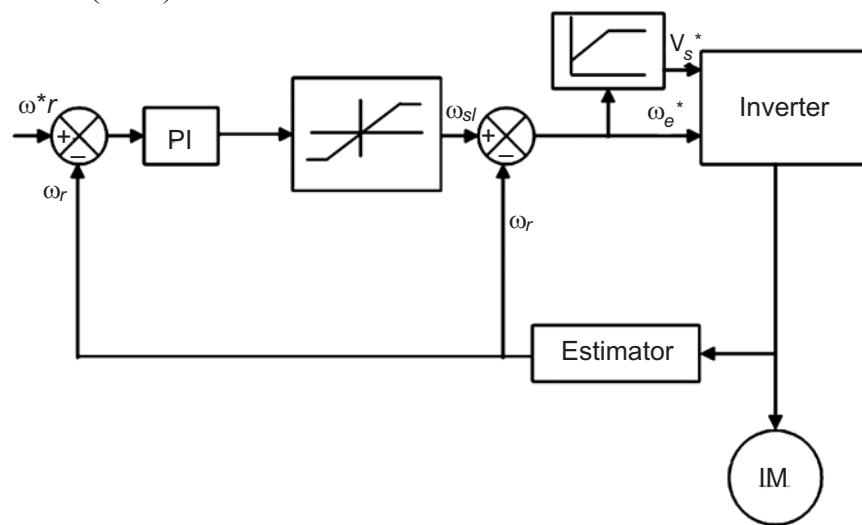 V_s*
ω*r
+
−
PI
ω_sl
+
−
ω_e*
Inverter
ω_r
ω_r
Estimator
IM